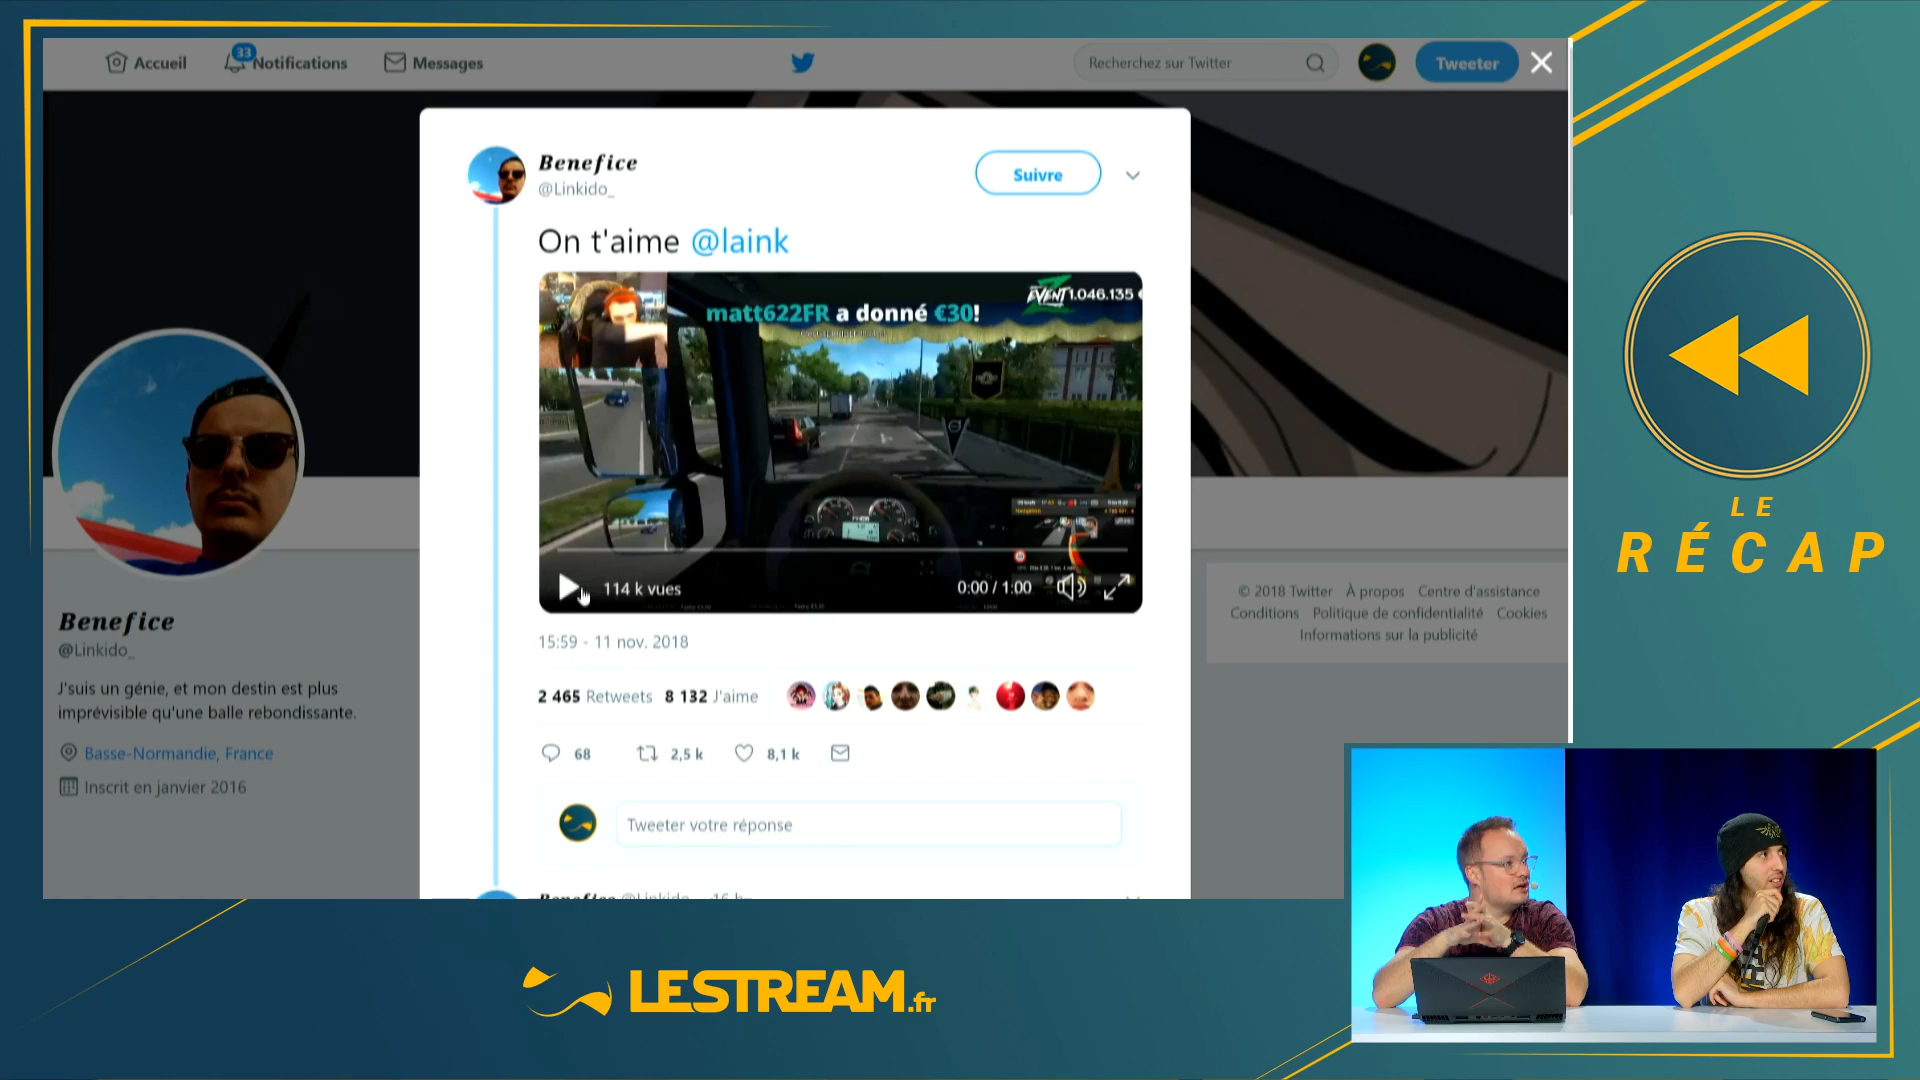 Accueil
33
Notifications
Messages
Recherchez sur Twitter
Tweeter
Benefice
@Linkido_
Suivre
On t'aime @laink
EVENT 1.046.135 €
matt622FR a donné €30!
114 k vues
0:00 / 1:00
15:59 - 11 nov. 2018
2 465 Retweets 8 132 J'aime
68
2,5 k
8,1 k
Tweeter votre réponse
Benefice @Linkido_ 16 h
Benefice
@Linkido_
J'suis un génie, et mon destin est plus
imprévisible qu'une balle rebondissante.
Basse-Normandie, France
Inscrit en janvier 2016
© 2018 Twitter À propos Centre d'assistance
Conditions Politique de confidentialité Cookies
Informations sur la publicité
LE
RÉCAP
LESTREAM.fr